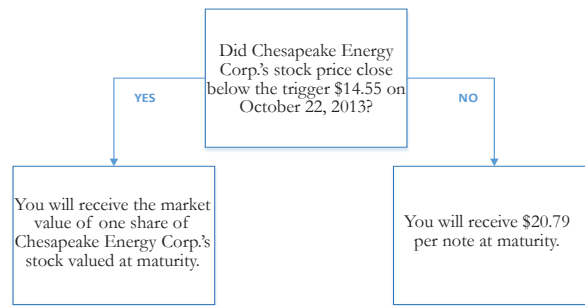 Did Chesapeake Energy
Corp.'s stock price close
below the trigger $14.55 on
October 22, 2013?
YES
NO
You will receive the market
value of one share of
Chesapeake Energy Corp.'s
stock valued at maturity.
You will receive $20.79
per note at maturity.